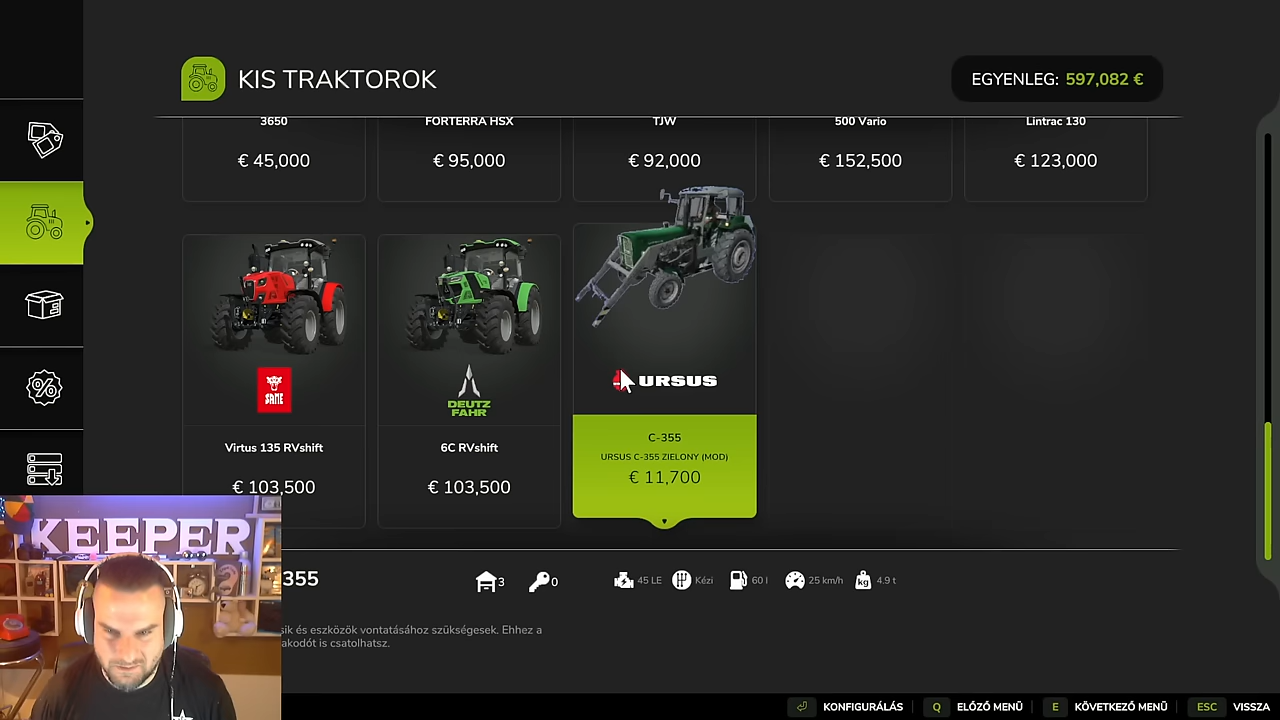 KIS TRAKTOROK
EGYENLEG: 597,082 €
3650
FORTERRA HSX
TJW
500 Vario
Lintrac 130
€ 45,000
€ 95,000
€ 92,000
€ 152,500
€ 123,000
SAME
DEUTZ
FAHR
URSUS
Virtus 135 RVshift
6C RVshift
C-355
URSUS C-355 ZIELONY (MOD)
€ 103,500
€ 103,500
€ 11,700
KEEPER
355
3
0
45 LE
Kézi
60 l
25 km/h
kg
4.9 t
sik és eszközök vontatásához szükségesek. Ehhez a
akodót is csatolhatsz.
KONFIGURÁLÁS
Q ELŐZŐ MENÜ
E KÖVETKEZŐ MENÜ
ESC VISSZA